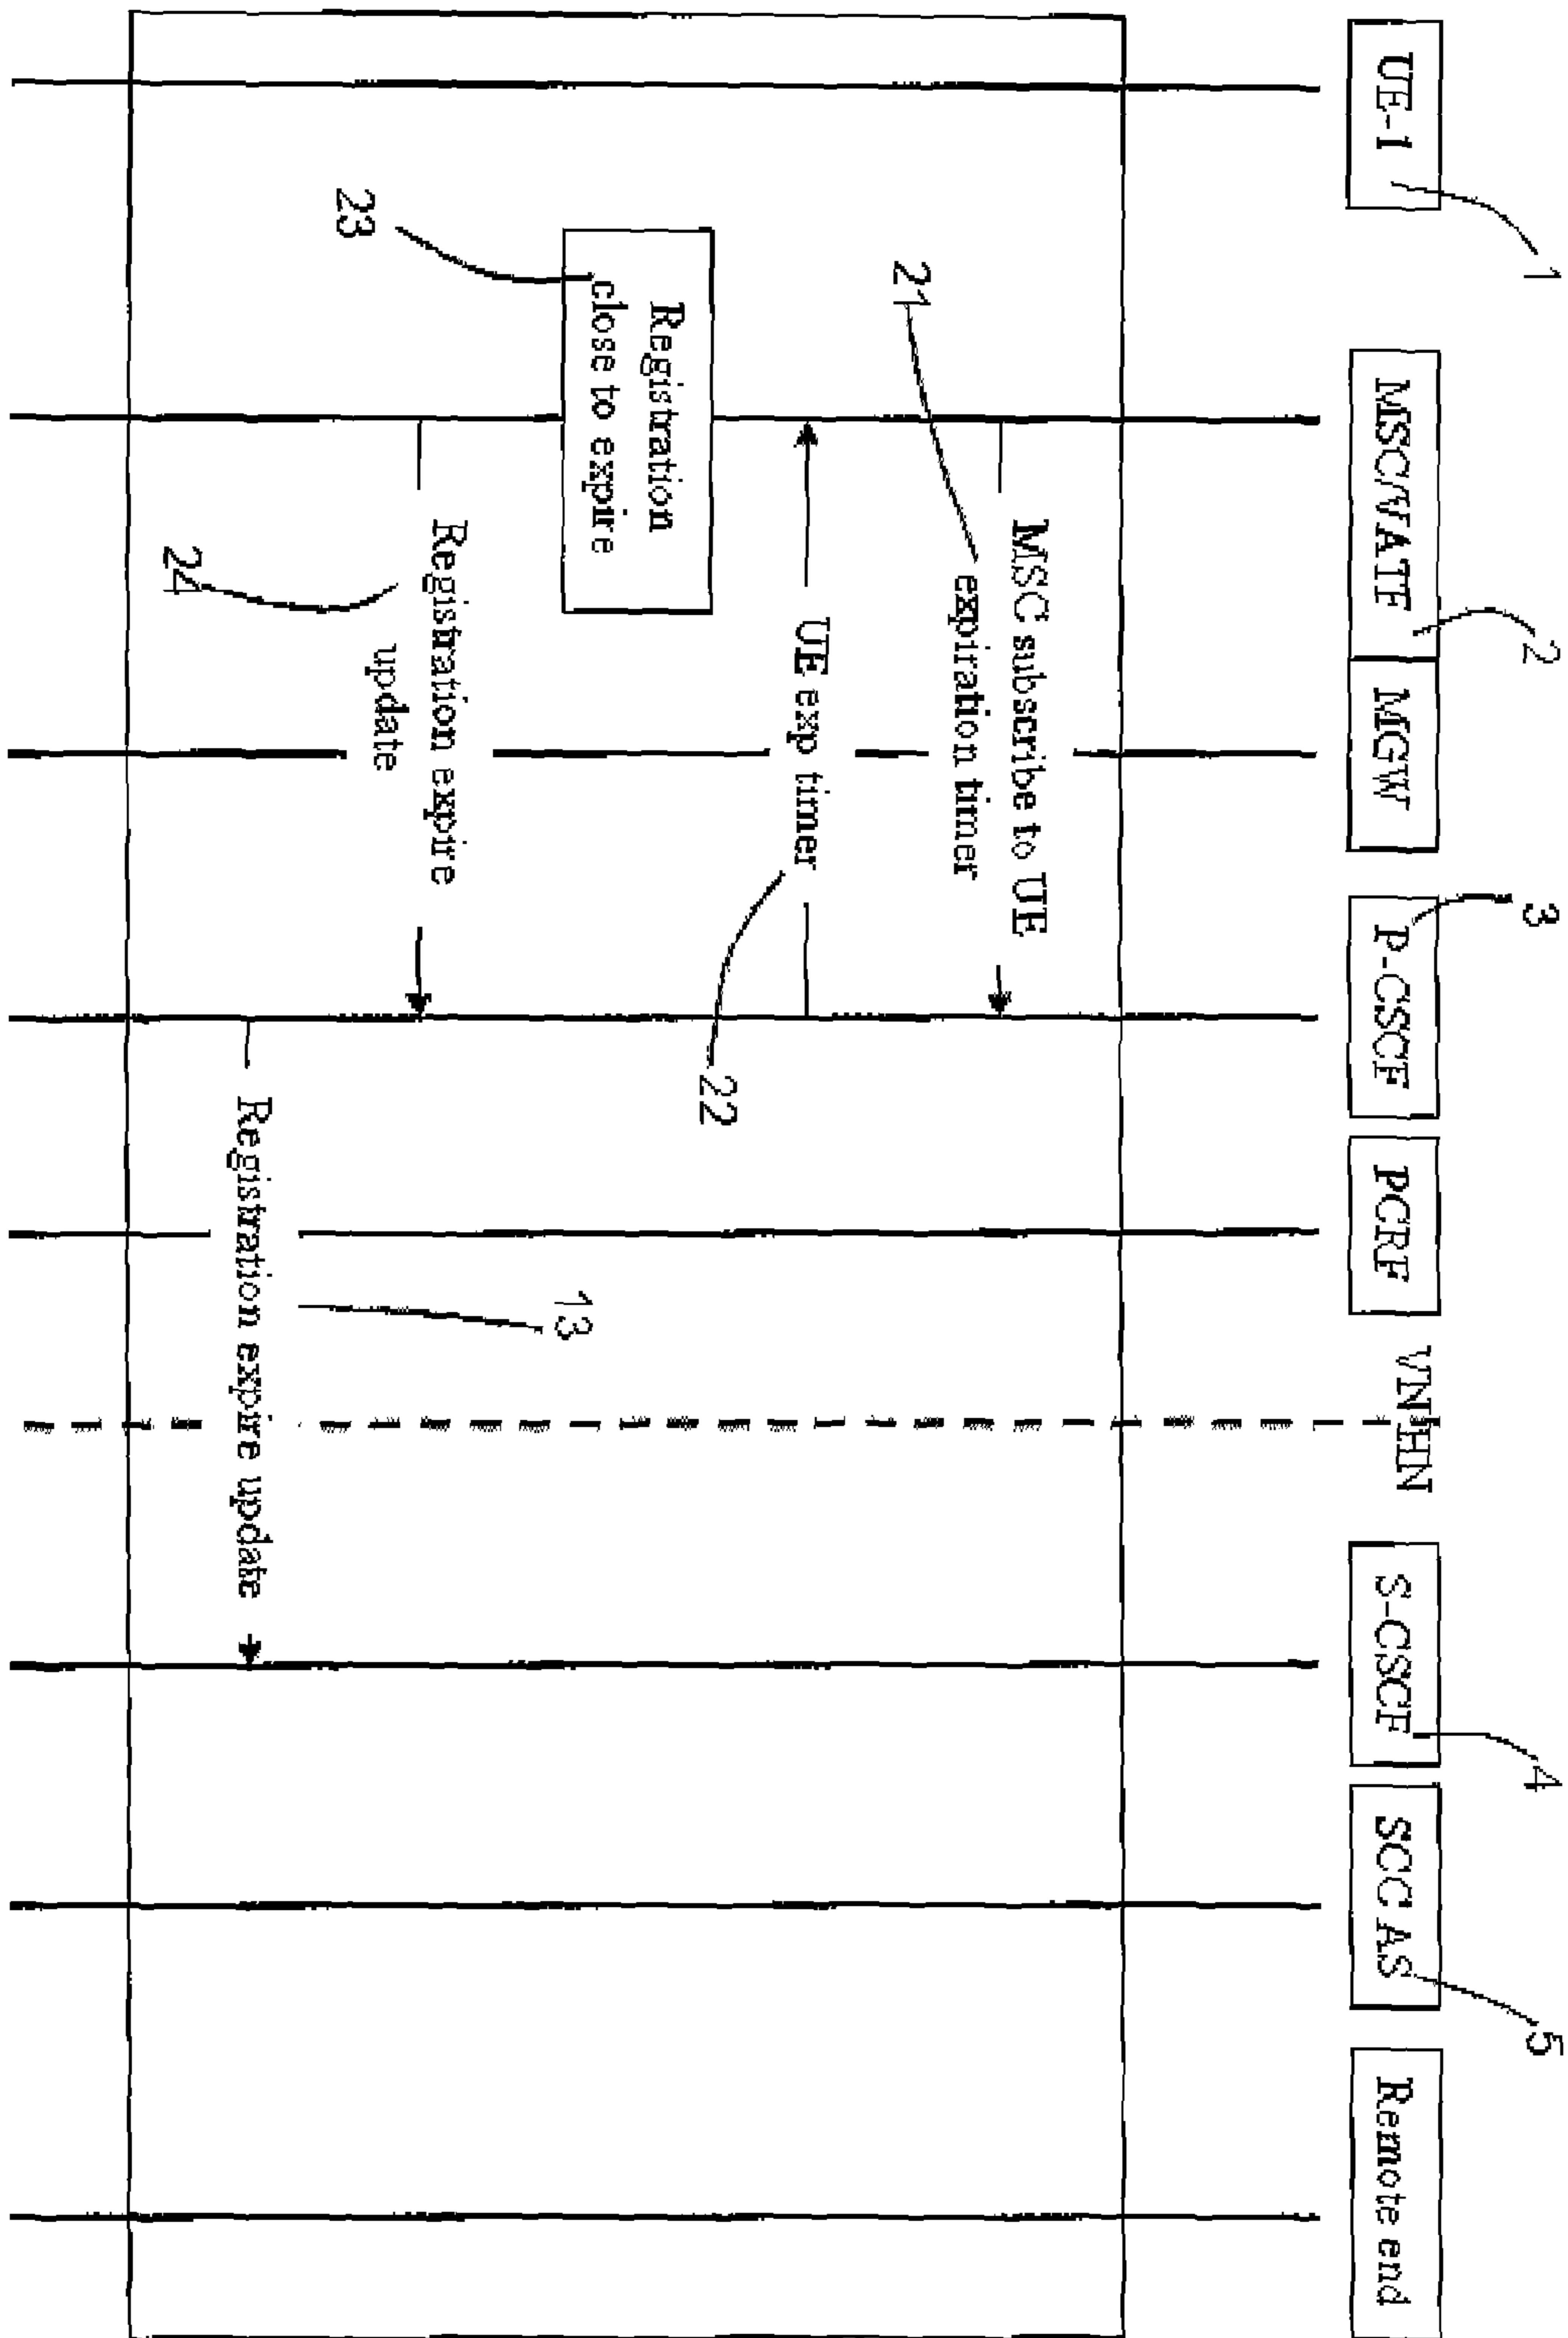 1
2
3
4
5
UE-1
MSC/VATF
MGW
P-CSCF
PCRF
VN
HN
S-CSCF
SCC AS
Remote end
MSC subscribe to UE
expiration timer
21
UE exp timer
22
Registration
close to expire
23
13
Registration expire
update
24
Registration expire update